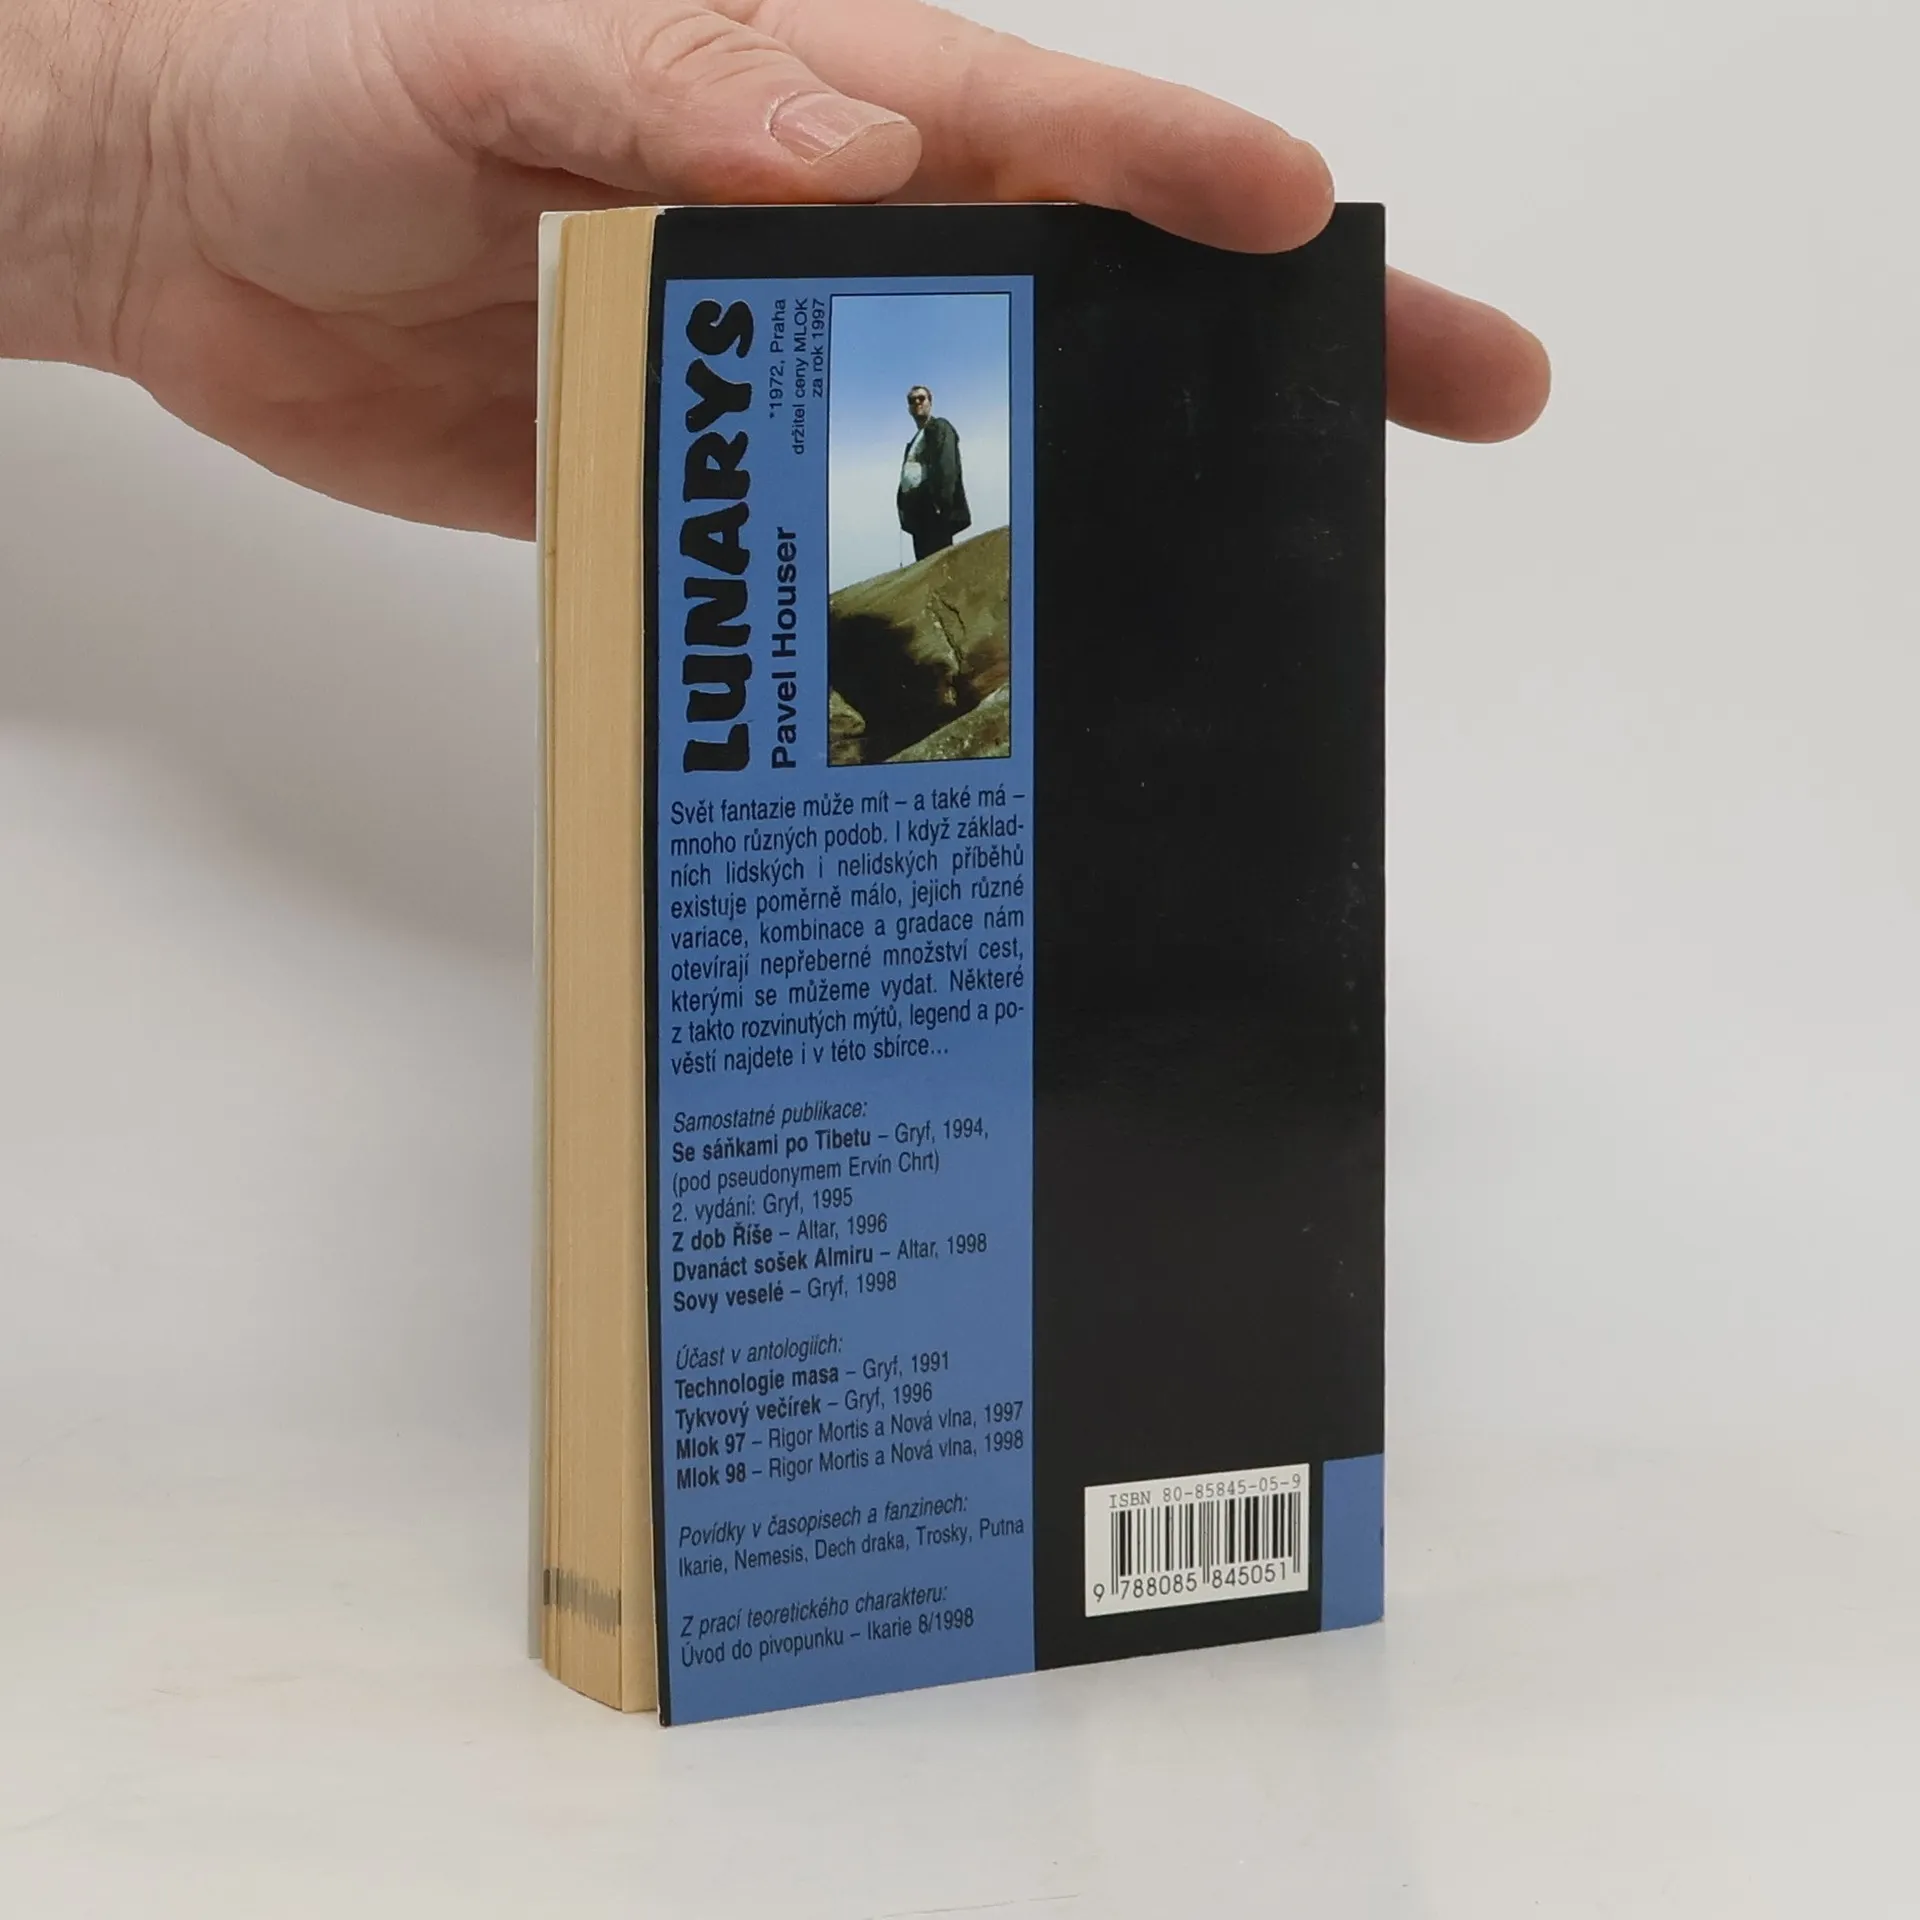 LUNARYS
Pavel Houser
*1972, Praha
držitel ceny MLOK
za rok 1997
Svět fantazie může mít – a také má –
mnoho různých podob. I když základ-
ních lidských i nelidských příběhů
existuje poměrně málo, jejich různé
variace, kombinace a gradace nám
otevírají nepřeberné množství cest,
kterými se můžeme vydat. Některé
z takto rozvinutých mýtů, legend a po-
věstí najdete i v této sbírce...
Samostatné publikace:
Se sáňkami po Tibetu – Gryf, 1994,
(pod pseudonymem Ervín Chrt)
2. vydání: Gryf, 1995
Z dob Říše – Altar, 1996
Dvanáct sošek Almiru – Altar, 1998
Sovy veselé – Gryf, 1998
Účast v antologiích:
Technologie masa – Gryf, 1991
Tykvový večírek – Gryf, 1996
Mlok 97 – Rigor Mortis a Nová vlna, 1997
Mlok 98 – Rigor Mortis a Nová vlna, 1998
Povídky v časopisech a fanzinech:
Ikarie, Nemesis, Dech draka, Trosky, Putna
Z prací teoretického charakteru:
Úvod do pivopunku – Ikarie 8/1998
ISBN 80-85845-05-9
9 788085 845051